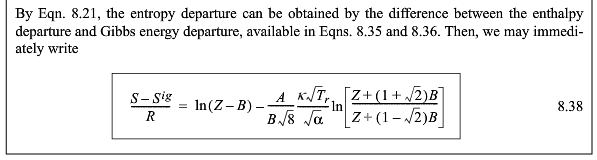 By Eqn. 8.21, the entropy departure can be obtained by the difference between the enthalpy
departure and Gibbs energy departure, available in Eqns. 8.35 and 8.36. Then, we may immedi-
ately write
(S – S^ig)/R = ln(Z – B) – (A/(B√8)) (κ√T_r/√α) ln[(Z + (1 + √2)B)/(Z + (1 – √2)B)] 8.38